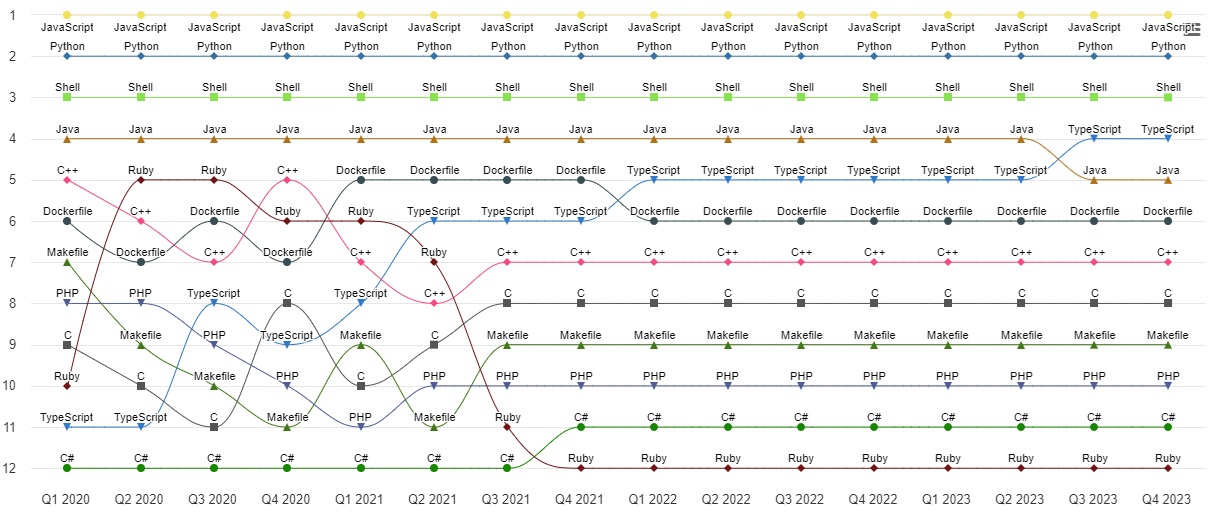 1
JavaScript JavaScript JavaScript JavaScript JavaScript JavaScript JavaScript JavaScript JavaScript JavaScript JavaScript JavaScript JavaScript JavaScript JavaScript JavaScript
Python Python Python Python Python Python Python Python Python Python Python Python Python Python Python Python
2
Shell Shell Shell Shell Shell Shell Shell Shell Shell Shell Shell Shell Shell Shell Shell Shell
3
Java Java Java Java Java Java Java Java Java Java Java Java Java Java TypeScript TypeScript
4
C++ Ruby Ruby C++ Dockerfile Dockerfile Dockerfile Dockerfile TypeScript TypeScript TypeScript TypeScript TypeScript TypeScript Java Java
5
Dockerfile C++ Dockerfile Ruby Ruby TypeScript TypeScript TypeScript Dockerfile Dockerfile Dockerfile Dockerfile Dockerfile Dockerfile Dockerfile Dockerfile
6
Makefile Dockerfile C++ Dockerfile C++ Ruby C++ C++ C++ C++ C++ C++ C++ C++ C++ C++
7
PHP PHP TypeScript C TypeScript C++ C C C C C C C C C C
8
C Makefile PHP TypeScript Makefile C Makefile Makefile Makefile Makefile Makefile Makefile Makefile Makefile Makefile Makefile
9
Ruby C Makefile PHP C PHP PHP PHP PHP PHP PHP PHP PHP PHP PHP PHP
10
TypeScript TypeScript C Makefile PHP Makefile Ruby C# C# C# C# C# C# C# C# C#
11
C# C# C# C# C# C# C# Ruby Ruby Ruby Ruby Ruby Ruby Ruby Ruby Ruby
12
Q1 2020 Q2 2020 Q3 2020 Q4 2020 Q1 2021 Q2 2021 Q3 2021 Q4 2021 Q1 2022 Q2 2022 Q3 2022 Q4 2022 Q1 2023 Q2 2023 Q3 2023 Q4 2023